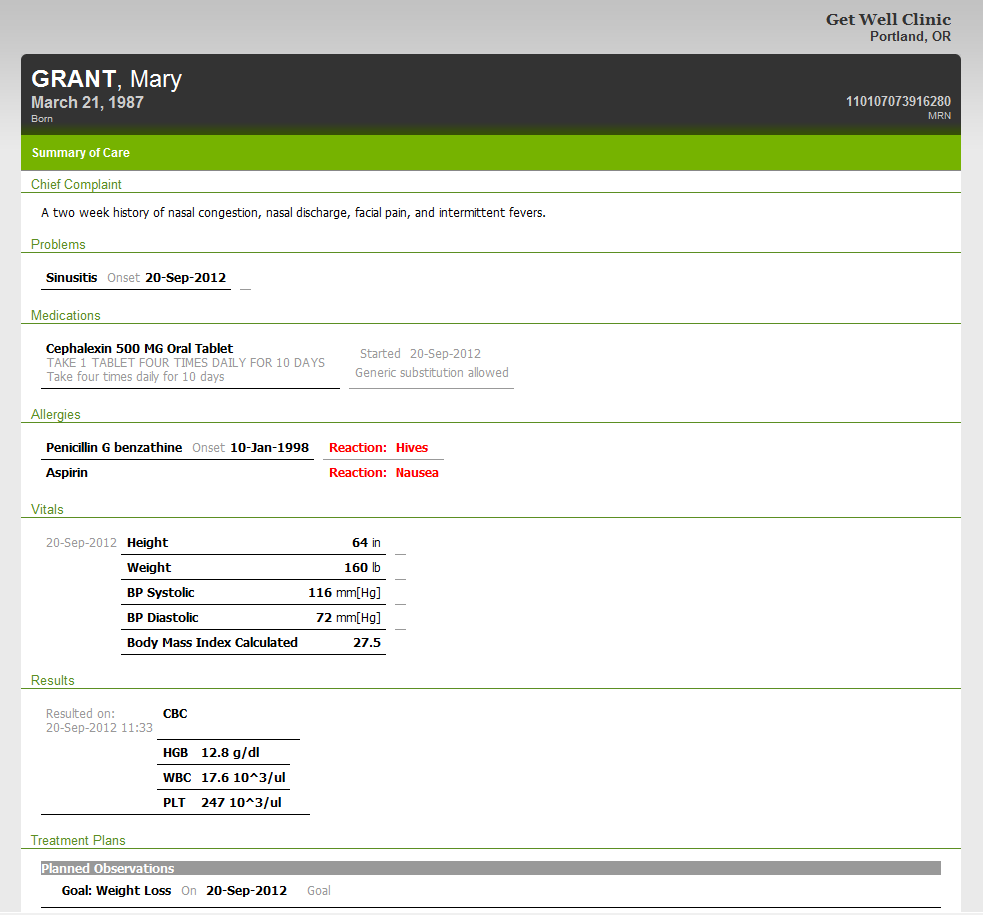 Get Well Clinic
Portland, OR
GRANT, Mary
March 21, 1987
Born
110107073916280
MRN
Summary of Care
Chief Complaint
A two week history of nasal congestion, nasal discharge, facial pain, and intermittent fevers.
Problems
Sinusitis Onset 20-Sep-2012
Medications
Cephalexin 500 MG Oral Tablet
TAKE 1 TABLET FOUR TIMES DAILY FOR 10 DAYS
Take four times daily for 10 days
Started 20-Sep-2012
Generic substitution allowed
Allergies
Penicillin G benzathine Onset 10-Jan-1998 Reaction: Hives
Aspirin Reaction: Nausea
Vitals
20-Sep-2012 Height 64 in
Weight 160 lb
BP Systolic 116 mm[Hg]
BP Diastolic 72 mm[Hg]
Body Mass Index Calculated 27.5
Results
Resulted on: CBC
20-Sep-2012 11:33
HGB 12.8 g/dl
WBC 17.6 10^3/ul
PLT 247 10^3/ul
Treatment Plans
Planned Observations
Goal: Weight Loss On 20-Sep-2012 Goal